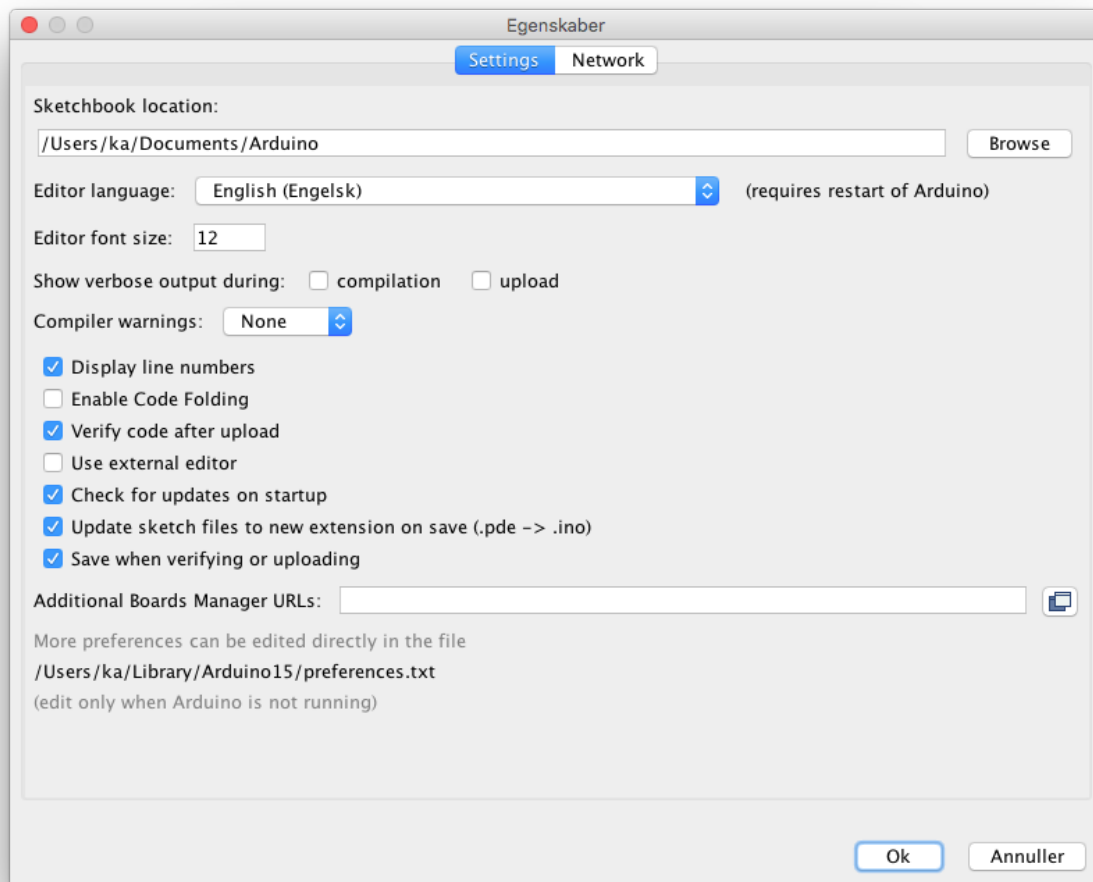 Egenskaber
Settings Network
Sketchbook location:
/Users/ka/Documents/Arduino Browse
Editor language: English (Engelsk) (requires restart of Arduino)
Editor font size: 12
Show verbose output during: compilation upload
Compiler warnings: None
Display line numbers
Enable Code Folding
Verify code after upload
Use external editor
Check for updates on startup
Update sketch files to new extension on save (.pde -> .ino)
Save when verifying or uploading
Additional Boards Manager URLs:
More preferences can be edited directly in the file
/Users/ka/Library/Arduino15/preferences.txt
(edit only when Arduino is not running)
Ok Annuller